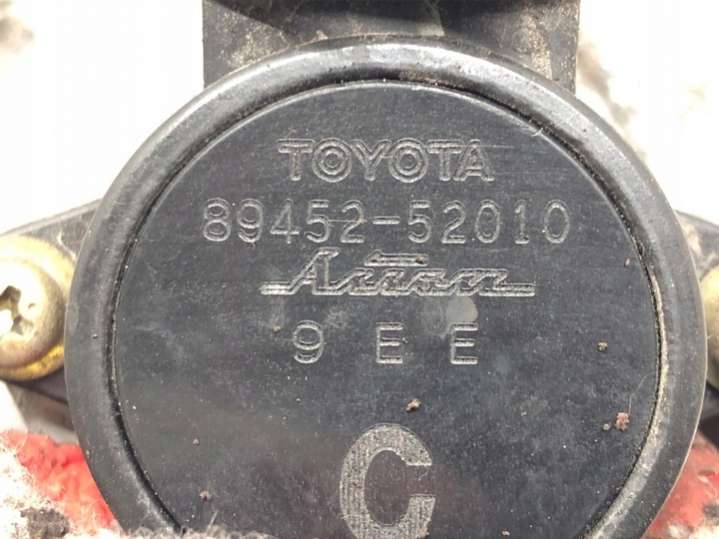 TOYOTA
89452-52010
Aisan
9 E E
C